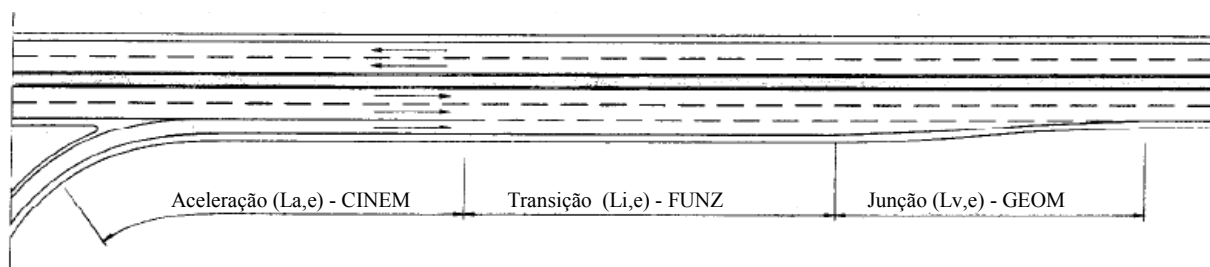 Aceleração (La,e) - CINEM
Transição (Li,e) - FUNZ
Junção (Lv,e) - GEOM